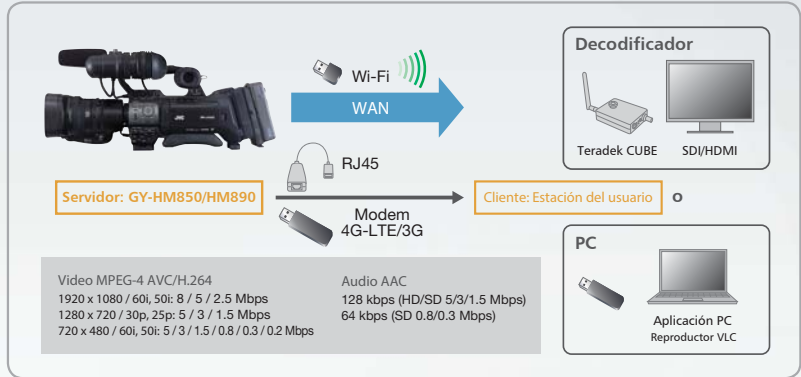 Wi-Fi
WAN
RJ45
Servidor: GY-HM850/HM890
Modem
4G-LTE/3G
Cliente: Estación del usuario
o
Decodificador
Teradek CUBE
SDI/HDMI
PC
Aplicación PC
Reproductor VLC
Video MPEG-4 AVC/H.264
1920 x 1080 / 60i, 50i: 8 / 5 / 2.5 Mbps
1280 x 720 / 30p, 25p: 5 / 3 / 1.5 Mbps
720 x 480 / 60i, 50i: 5 / 3 / 1.5 / 0.8 / 0.3 / 0.2 Mbps
Audio AAC
128 kbps (HD/SD 5/3/1.5 Mbps)
64 kbps (SD 0.8/0.3 Mbps)
JVC